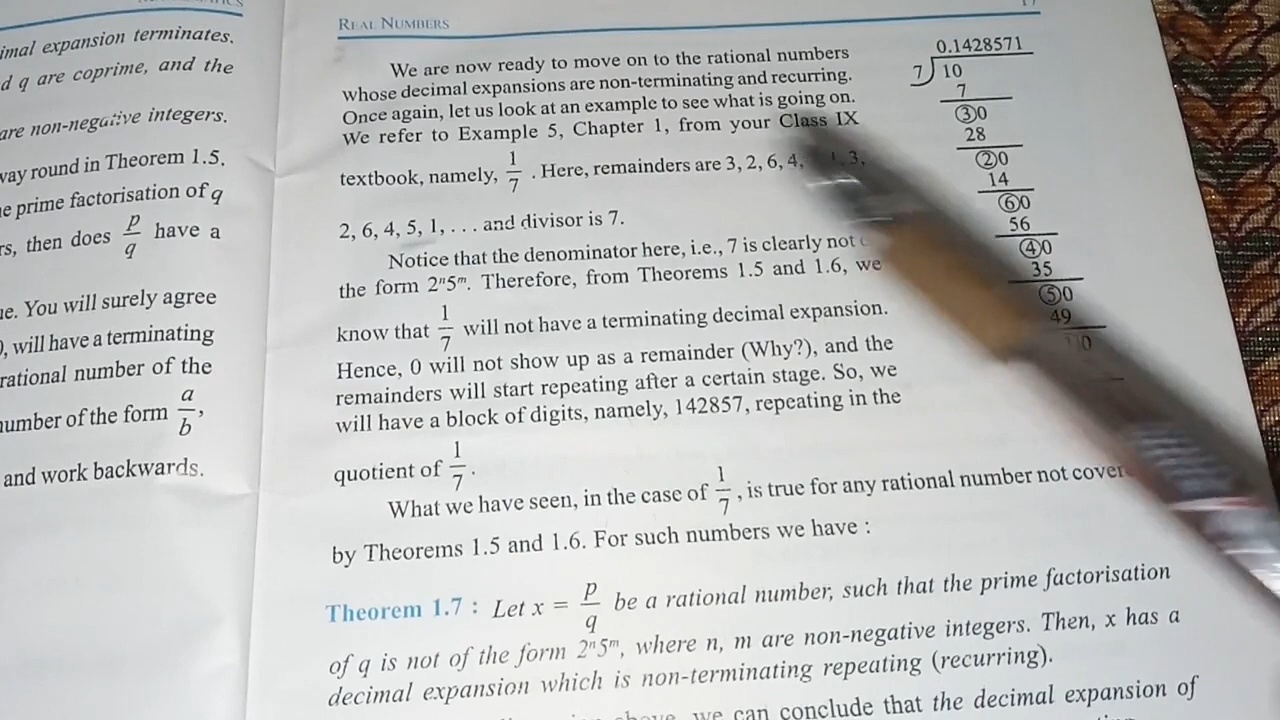 imal expansion terminates.
d q are coprime, and the
are non-negative integers.
way round in Theorem 1.5,
e prime factorisation of q
rs, then does p/q have a
ue. You will surely agree
, will have a terminating
rational number of the
number of the form a/b,
and work backwards.
REAL NUMBERS
We are now ready to move on to the rational numbers
whose decimal expansions are non-terminating and recurring.
Once again, let us look at an example to see what is going on.
We refer to Example 5, Chapter 1, from your Class IX
textbook, namely, 1/7 . Here, remainders are 3, 2, 6, 4, 1, 3,
2, 6, 4, 5, 1, . . . and divisor is 7.
Notice that the denominator here, i.e., 7 is clearly not
the form 2ⁿ5ᵐ. Therefore, from Theorems 1.5 and 1.6, we
know that 1/7 will not have a terminating decimal expansion.
Hence, 0 will not show up as a remainder (Why?), and the
remainders will start repeating after a certain stage. So, we
will have a block of digits, namely, 142857, repeating in the
quotient of 1/7.
What we have seen, in the case of 1/7, is true for any rational number not cover
by Theorems 1.5 and 1.6. For such numbers we have :
Theorem 1.7 : Let x = p/q be a rational number, such that the prime factorisation
of q is not of the form 2ⁿ5ᵐ, where n, m are non-negative integers. Then, x has a
decimal expansion which is non-terminating repeating (recurring).
we can conclude that the decimal expansion of
0.1428571
7 10
7
30
28
20
14
60
56
40
35
50
49
0